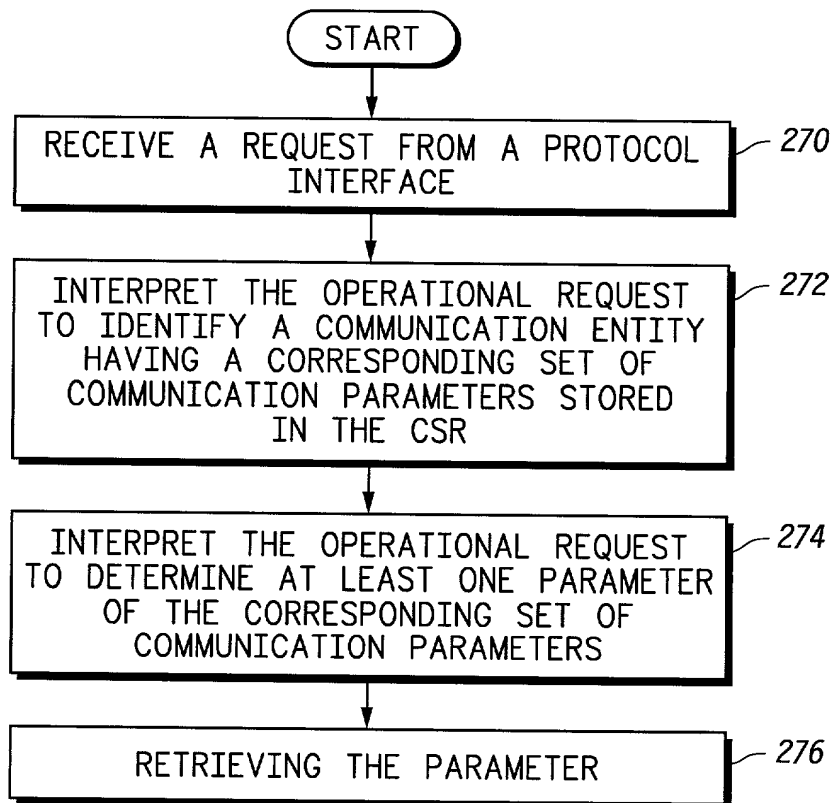 START
RECEIVE A REQUEST FROM A PROTOCOL
INTERFACE
270
INTERPRET THE OPERATIONAL REQUEST
TO IDENTIFY A COMMUNICATION ENTITY
HAVING A CORRESPONDING SET OF
COMMUNICATION PARAMETERS STORED
IN THE CSR
272
INTERPRET THE OPERATIONAL REQUEST
TO DETERMINE AT LEAST ONE PARAMETER
OF THE CORRESPONDING SET OF
COMMUNICATION PARAMETERS
274
RETRIEVING THE PARAMETER
276